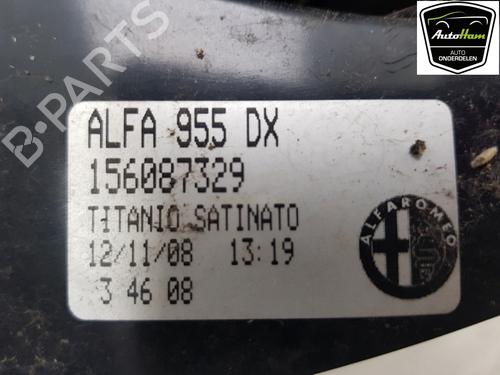 AutoHam
AUTO
ONDERDELEN
ALFA 955 DX
156087329
TITANIO SATINATO
12/11/08 13:19
3 46 08
ALFA ROMEO